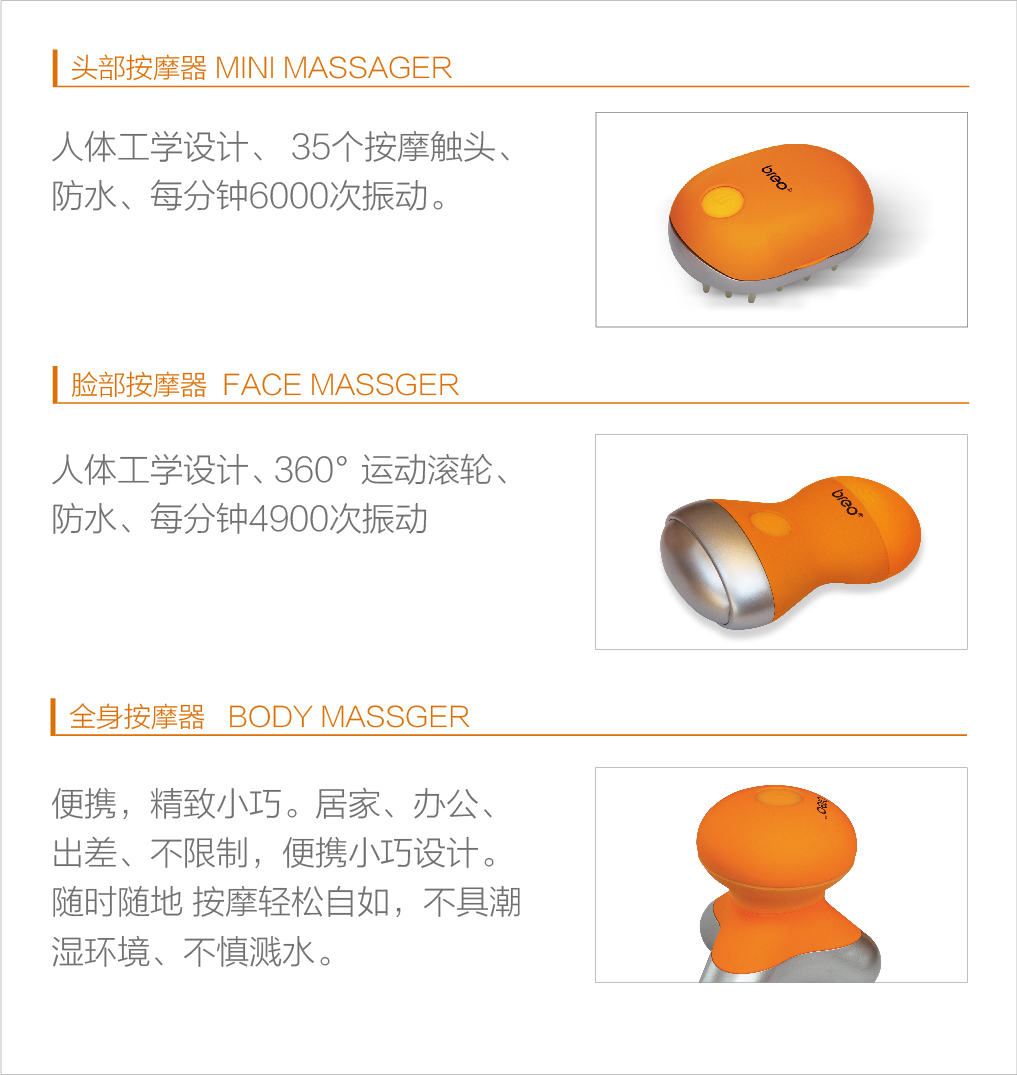 头部按摩器 MINI MASSAGER
人体工学设计、 35个按摩触头、
防水、每分钟6000次振动。
breo
脸部按摩器 FACE MASSGER
人体工学设计、360° 运动滚轮、
防水、每分钟4900次振动
breo
全身按摩器 BODY MASSGER
便携，精致小巧。居家、办公、
出差、不限制，便携小巧设计。
随时随地 按摩轻松自如，不具潮
湿环境、不慎溅水。